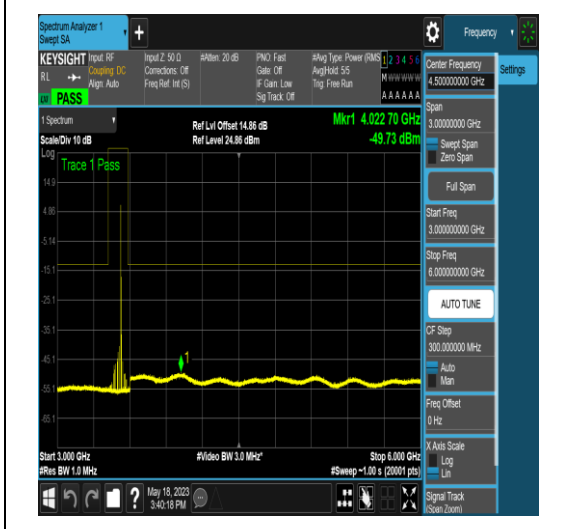 Spectrum Analyzer 1
Swept SA
+
Frequency
KEYSIGHT
RL
PASS
Input: RF
Coupling: DC
Align: Auto
Input Z: 50 Ω
Corrections: Off
Freq Ref: Int (S)
#Atten: 20 dB
PNO: Fast
Gate: Off
IF Gain: Low
Sig Track: Off
#Avg Type: Power (RMS
Avg|Hold: 5/5
Trig: Free Run
1 2 3 4 5 6
M W W W W W
A A A A A A
1 Spectrum
Scale/Div 10 dB
Ref Lvl Offset 14.86 dB
Ref Level 24.86 dBm
Mkr1 4.022 70 GHz
-49.73 dBm
Log
Trace 1 Pass
14.9
4.86
-5.14
-15.1
-25.1
-35.1
-45.1
-55.1
-65.1
1
Start 3.000 GHz
#Res BW 1.0 MHz
#Video BW 3.0 MHz*
Stop 6.000 GHz
#Sweep ~1.00 s (20001 pts)
?
May 18, 2023
3:40:18 PM
Center Frequency
4.500000000 GHz
Settings
Span
3.00000000 GHz
Swept Span
Zero Span
Full Span
Start Freq
3.000000000 GHz
Stop Freq
6.000000000 GHz
AUTO TUNE
CF Step
300.000000 MHz
Auto
Man
Freq Offset
0 Hz
X Axis Scale
Log
Lin
Signal Track
(Span Zoom)